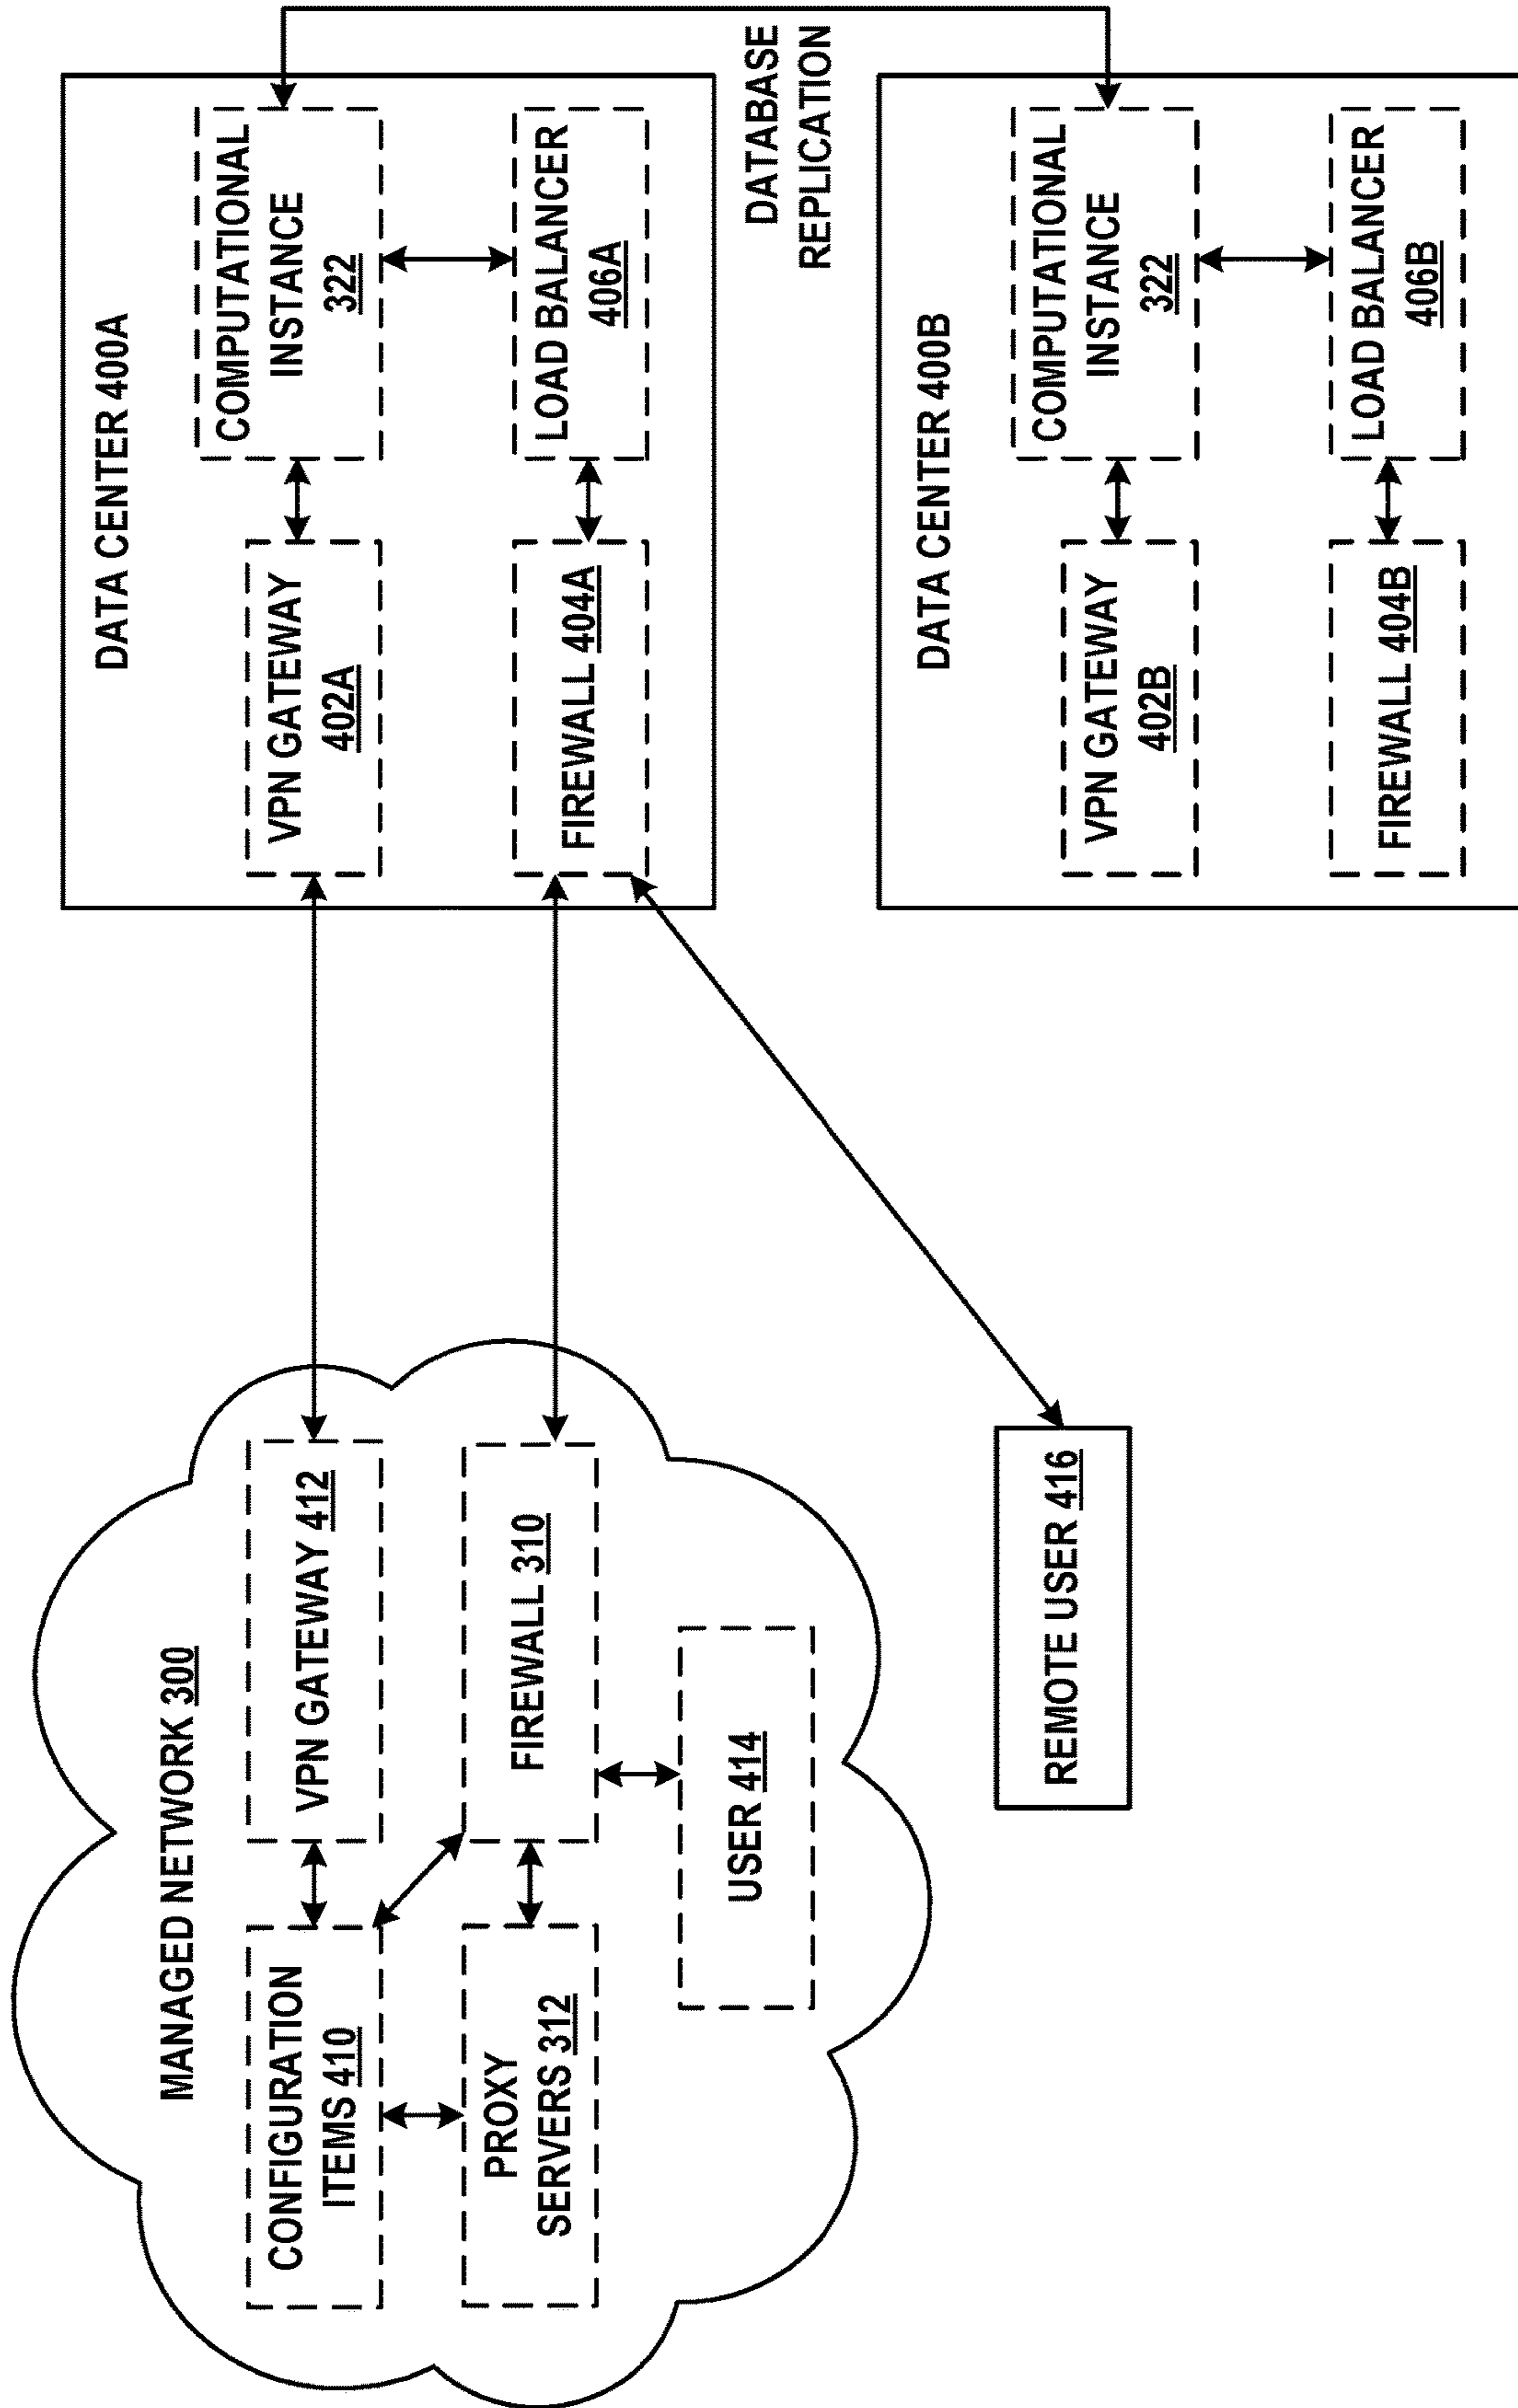 MANAGED NETWORK 300
CONFIGURATION
ITEMS 410
VPN GATEWAY 412
PROXY
SERVERS 312
FIREWALL 310
USER 414
REMOTE USER 416
DATA CENTER 400A
VPN GATEWAY
402A
COMPUTATIONAL
INSTANCE
322
FIREWALL 404A
LOAD BALANCER
406A
DATABASE
REPLICATION
DATA CENTER 400B
VPN GATEWAY
402B
COMPUTATIONAL
INSTANCE
322
FIREWALL 404B
LOAD BALANCER
406B